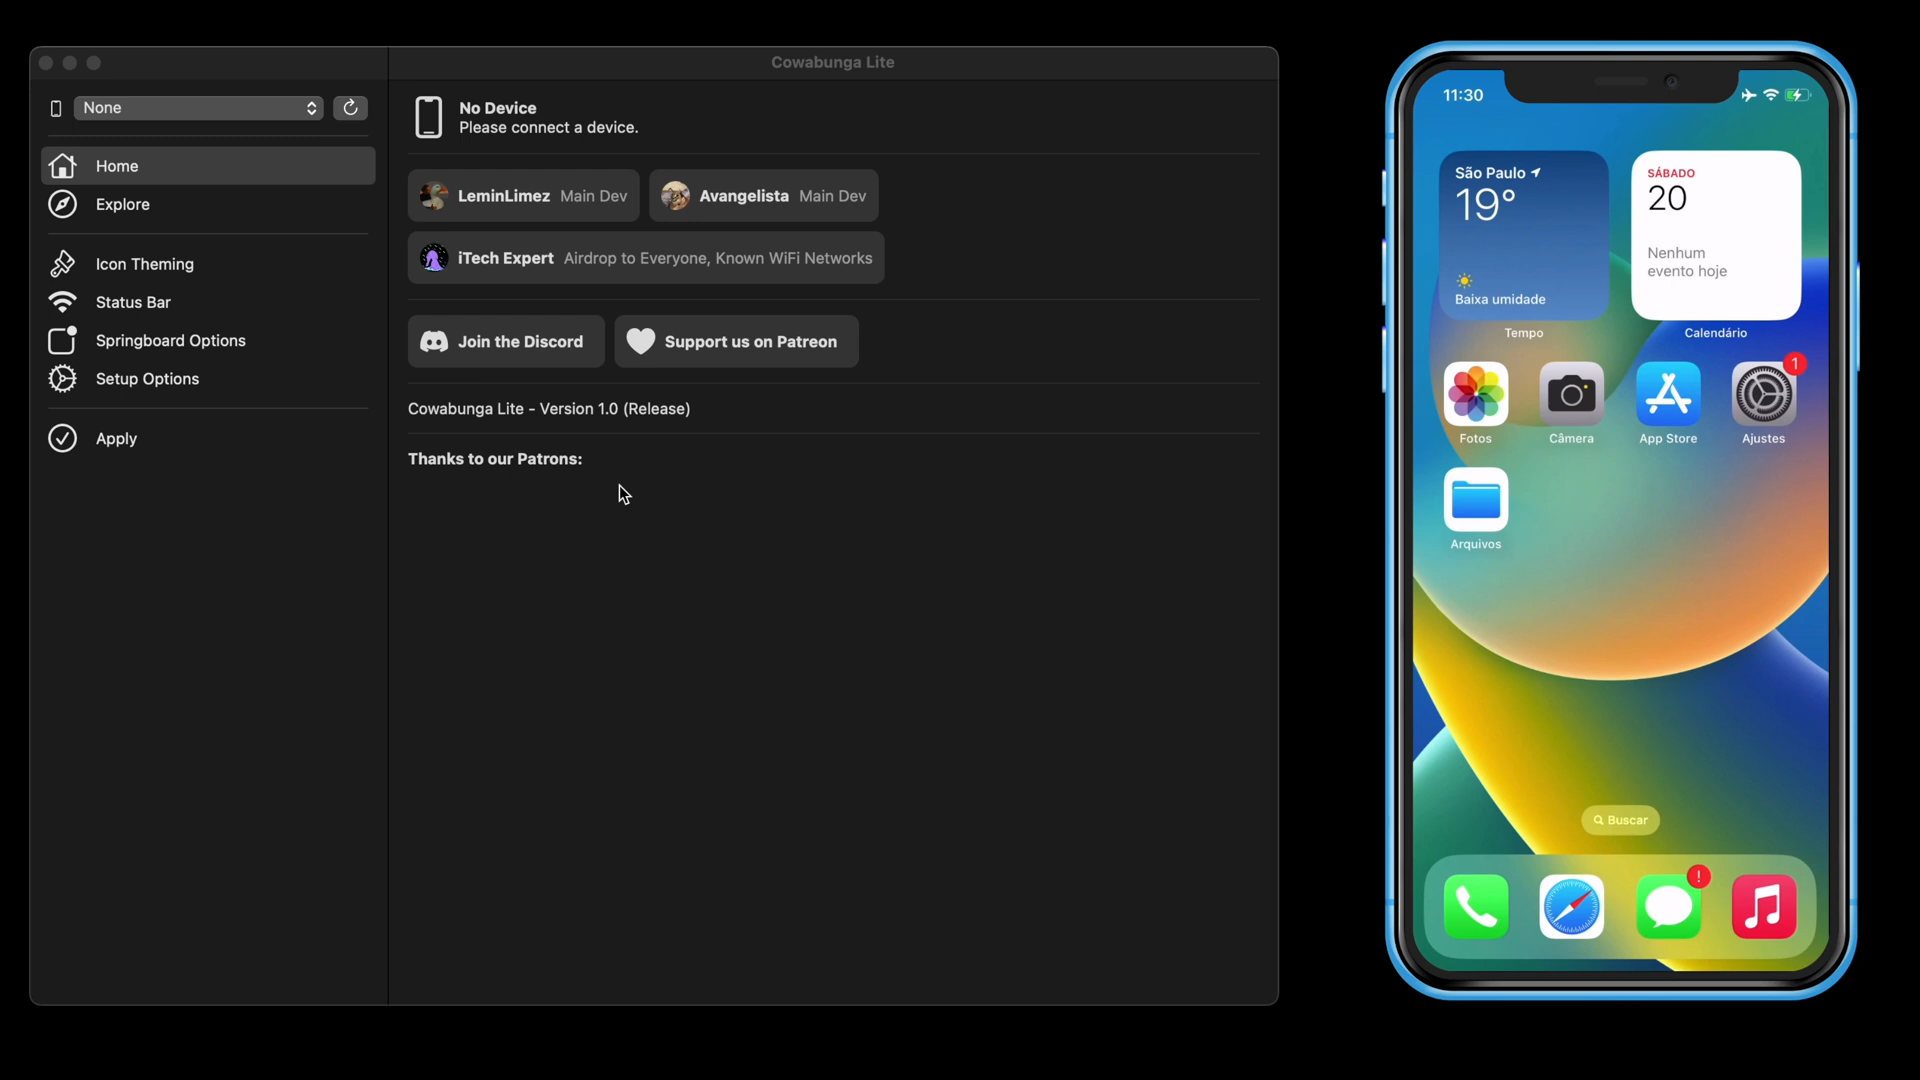 Cowabunga Lite
None
Home
Explore
Icon Theming
Status Bar
Springboard Options
Setup Options
Apply
No Device
Please connect a device.
LeminLimez Main Dev
Avangelista Main Dev
iTech Expert Airdrop to Everyone, Known WiFi Networks
Join the Discord
Support us on Patreon
Cowabunga Lite - Version 1.0 (Release)
Thanks to our Patrons:
11:30
São Paulo
19°
Baixa umidade
Tempo
SÁBADO
20
Nenhum
evento hoje
Calendário
1
Fotos
Câmera
App Store
Ajustes
Arquivos
Buscar
!